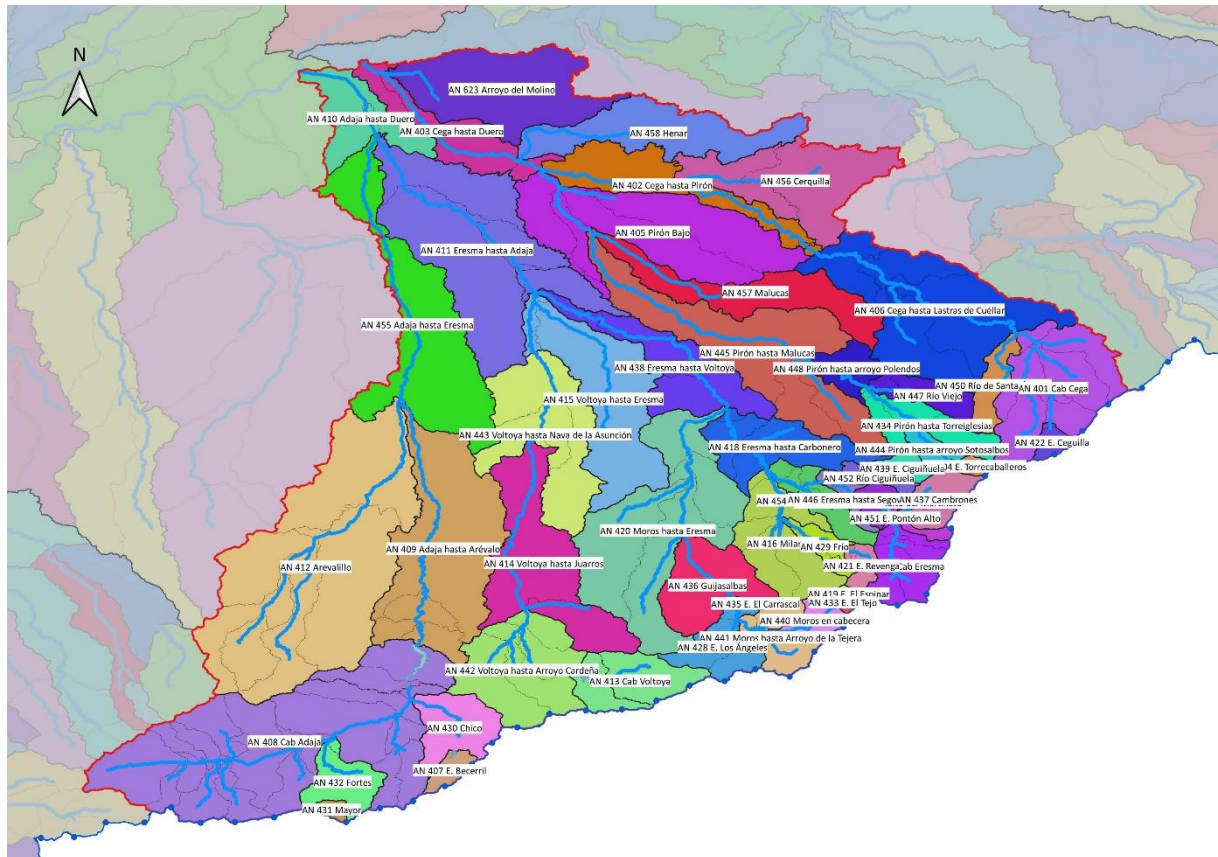 N
AN 623 Arroyo del Molino
AN 410 Adaja hasta Duero
AN 403 Cega hasta Duero
AN 458 Henar
AN 402 Cega hasta Pirón
AN 456 Cerquilla
AN 405 Pirón Bajo
AN 411 Eresma hasta Adaja
AN 457 Malucas
AN 406 Cega hasta Lastras de Cuéllar
AN 455 Adaja hasta Eresma
AN 445 Pirón hasta Malucas
AN 438 Eresma hasta Voltoya
AN 448 Pirón hasta arroyo Polendos
AN 450 Río de Santa
AN 401 Cab Cega
AN 447 Río Viejo
AN 415 Voltoya hasta Eresma
AN 434 Pirón hasta Torreiglesias
AN 443 Voltoya hasta Nava de la Asunción
AN 422 E. Ceguilla
AN 418 Eresma hasta Carbonero
AN 444 Pirón hasta arroyo Sotosalbos
AN 439 E. Ciguiñuela
04 E. Torrecaballeros
AN 452 Río Ciguiñuela
AN 454
AN 446 Eresma hasta Sego
AN 437 Cambrones
AN 451 E. Pontón Alto
AN 420 Moros hasta Eresma
AN 416 Milan
AN 429 Frío
AN 409 Adaja hasta Arévalo
AN 414 Voltoya hasta Juarros
AN 412 Arevalillo
AN 421 E. Revenga
Cab Eresma
AN 436 Guijasalbas
AN 419 E. El Espinar
AN 435 E. El Carrascal
AN 433 E. El Tejo
AN 440 Moros en cabecera
AN 441 Moros hasta Arroyo de la Tejera
AN 428 E. Los Ángeles
AN 442 Voltoya hasta Arroyo Cardeña
AN 413 Cab Voltoya
AN 430 Chico
AN 408 Cab Adaja
AN 407 E. Becerril
AN 432 Fortes
AN 431 Mayor